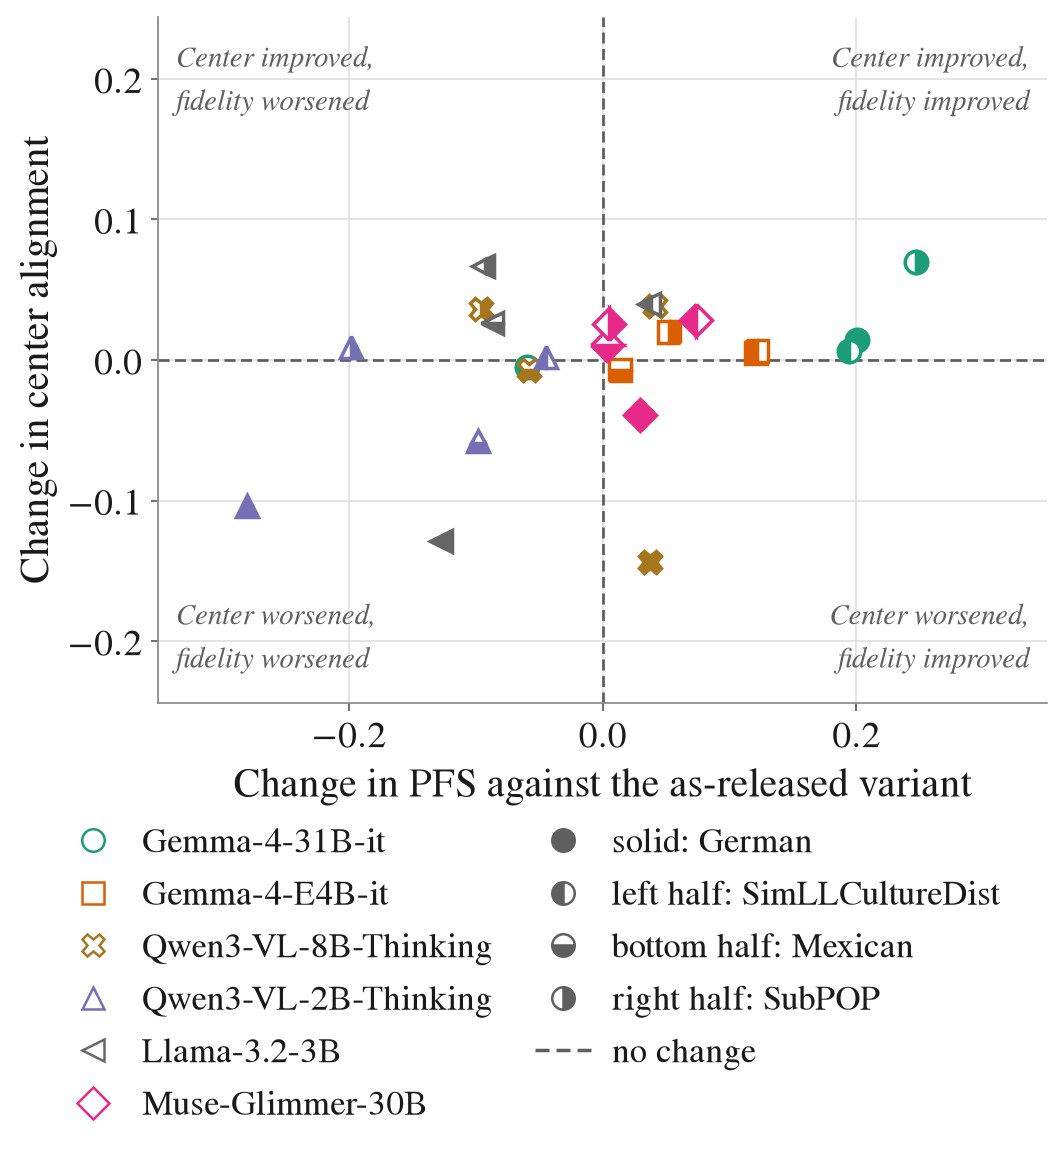 Center improved,
fidelity worsened
Center improved,
fidelity improved
0.2
0.1
0.0
−0.1
−0.2
Change in center alignment
Center worsened,
fidelity worsened
Center worsened,
fidelity improved
−0.2
0.0
0.2
Change in PFS against the as-released variant
Gemma-4-31B-it
Gemma-4-E4B-it
Qwen3-VL-8B-Thinking
Qwen3-VL-2B-Thinking
Llama-3.2-3B
Muse-Glimmer-30B
solid: German
left half: SimLLCultureDist
bottom half: Mexican
right half: SubPOP
no change